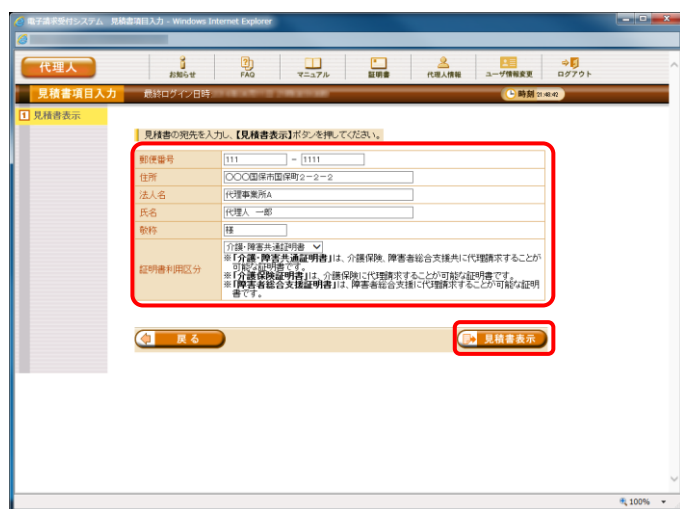 電子請求受付システム 見積書項目入力 - Windows Internet Explorer
代理人
お知らせ
FAQ
マニュアル
証明書
代理人情報
ユーザ情報変更
ログアウト
見積書項目入力
最終ログイン日時
時刻 21:48:42
1 見積書表示
見積書の宛先を入力し、【見積書表示】ボタンを押してください。
郵便番号 111 - 1111
住所 〇〇〇国保市国保町2-2-2
法人名 代理事業所A
氏名 代理人 一郎
敬称 様
証明書利用区分 介護・障害共通証明書
※「介護・障害共通証明書」は、介護保険、障害者総合支援共に代理請求することが
可能な証明書です。
※「介護保険証明書」は、介護保険に代理請求することが可能な証明書です。
※「障害者総合支援証明書」は、障害者総合支援に代理請求することが可能な証明
書です。
戻る
見積書表示
100%